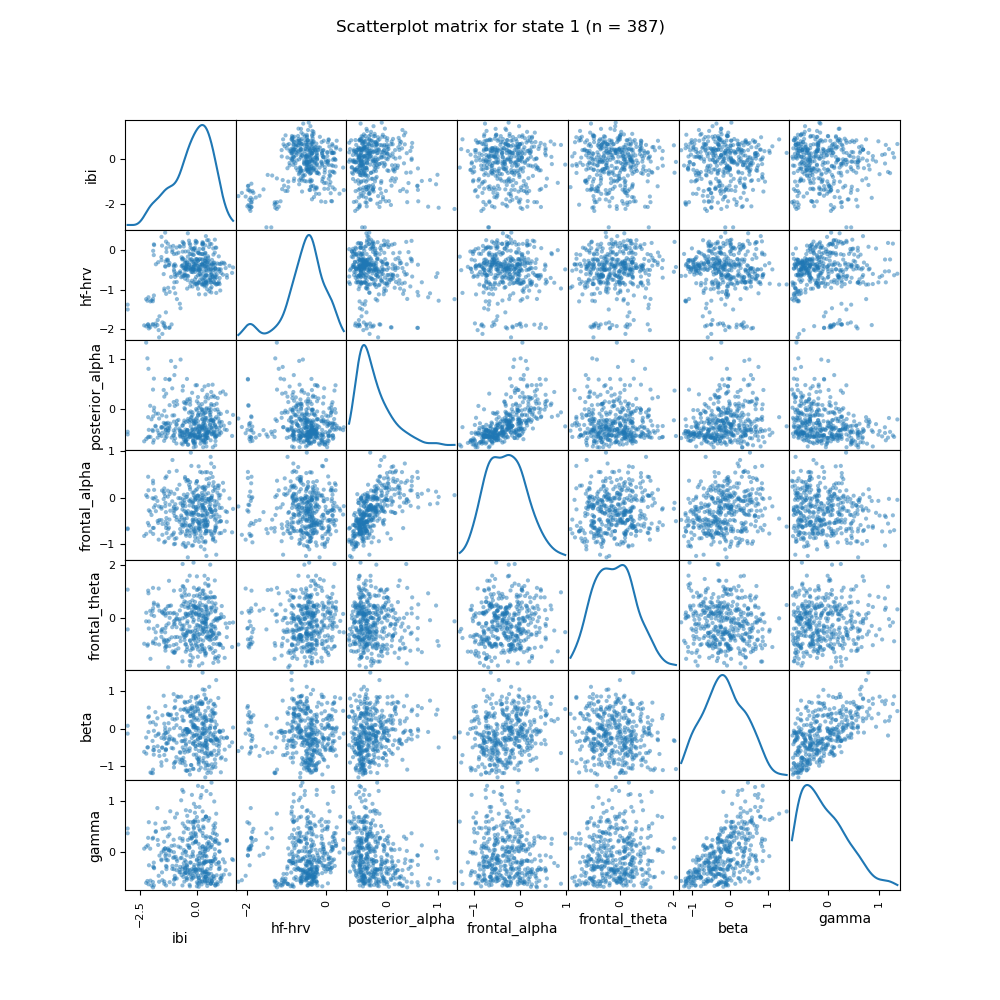 Scatterplot matrix for state 1 (n = 387)
ibi
0
−2
hf-hrv
0
−1
−2
posterior_alpha
1
0
frontal_alpha
1
0
−1
frontal_theta
2
0
beta
1
0
−1
gamma
1
0
−2.5 0.0 −2 0 0 1 −1 0 1 0 2 −1 0 1 0 1
ibi hf-hrv posterior_alpha frontal_alpha frontal_theta beta gamma